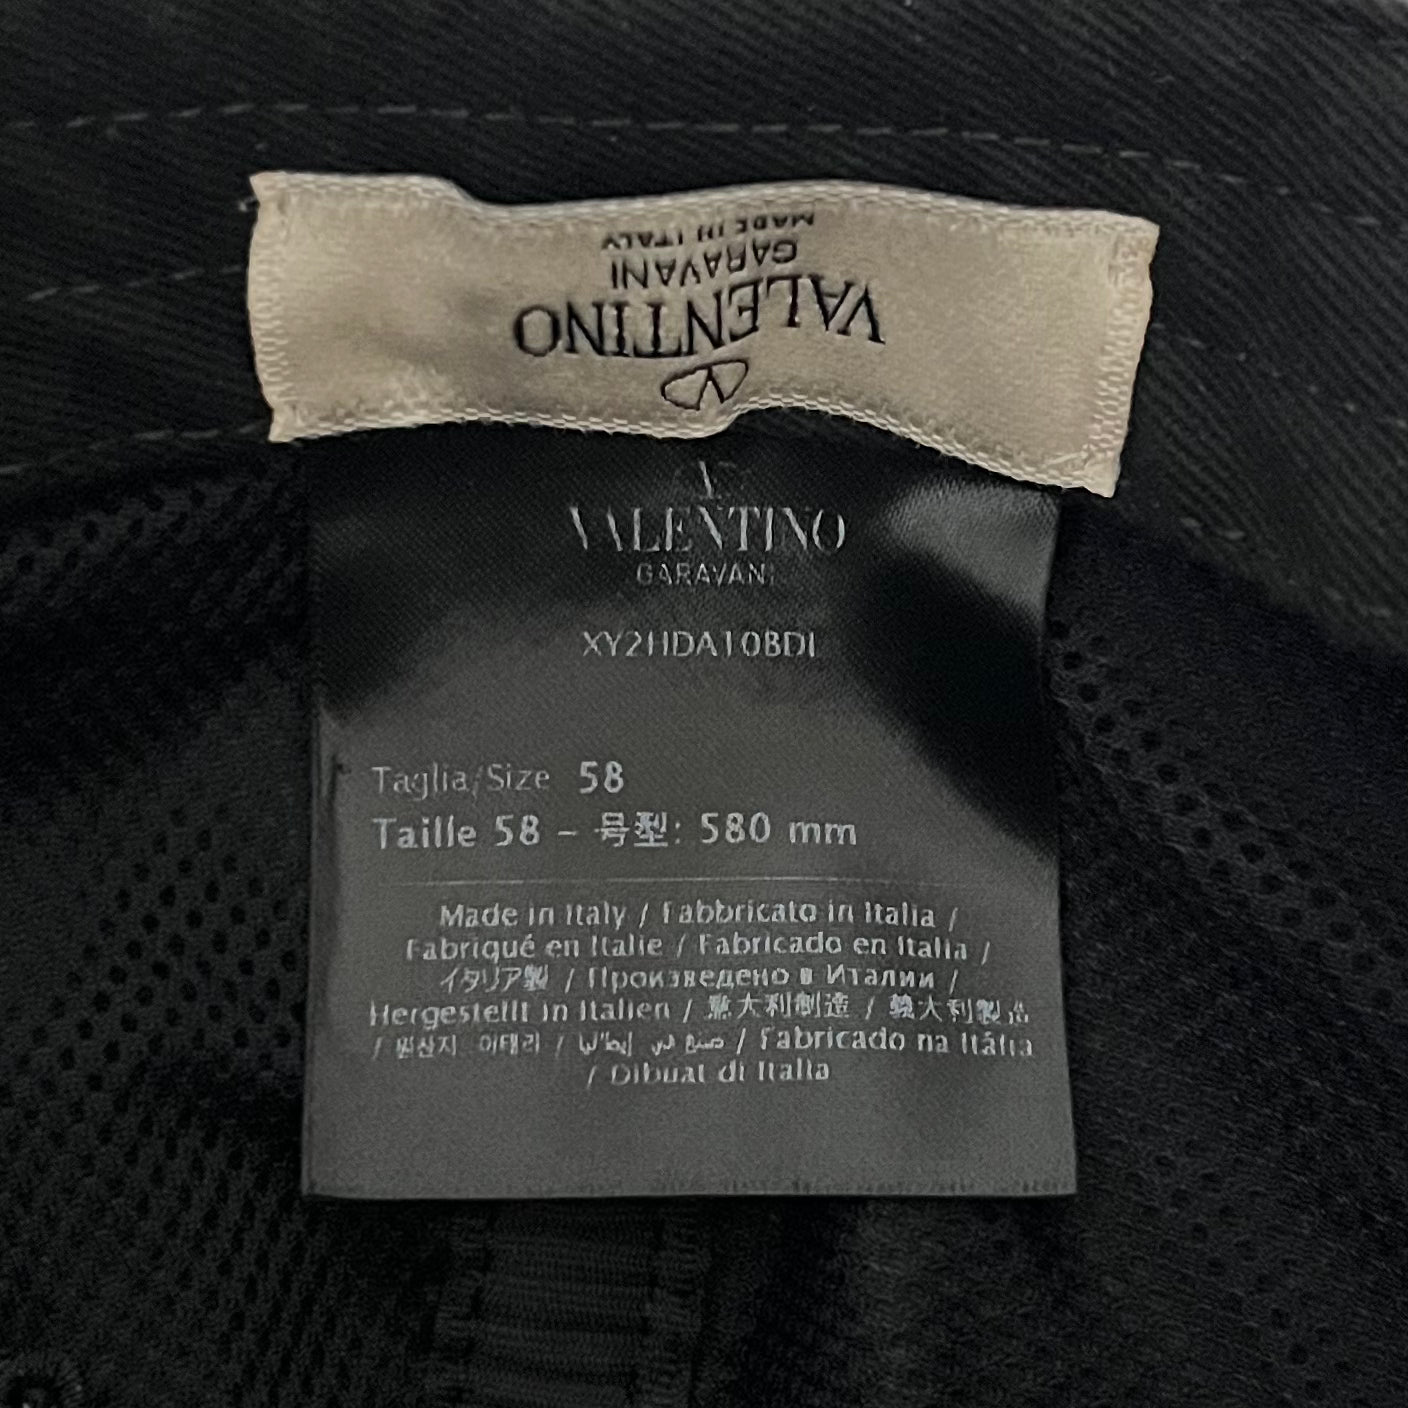 VALENTINO
GARAVANI
MADE IN ITALY
VALENTINO
GARAVANI
XY2HDA10BDI
Taglia/Size 58
Taille 58 – 号型: 580 mm
Made in Italy / Fabbricato in Italia /
Fabriqué en Italie / Fabricado en Italia /
イタリア製 / Произведено в Италии /
Hergestellt in Italien / 意大利制造 / 義大利製造
/ 원산지 이태리 / صنع في إيطاليا / Fabricado na Itália
/ Dibuat di Italia